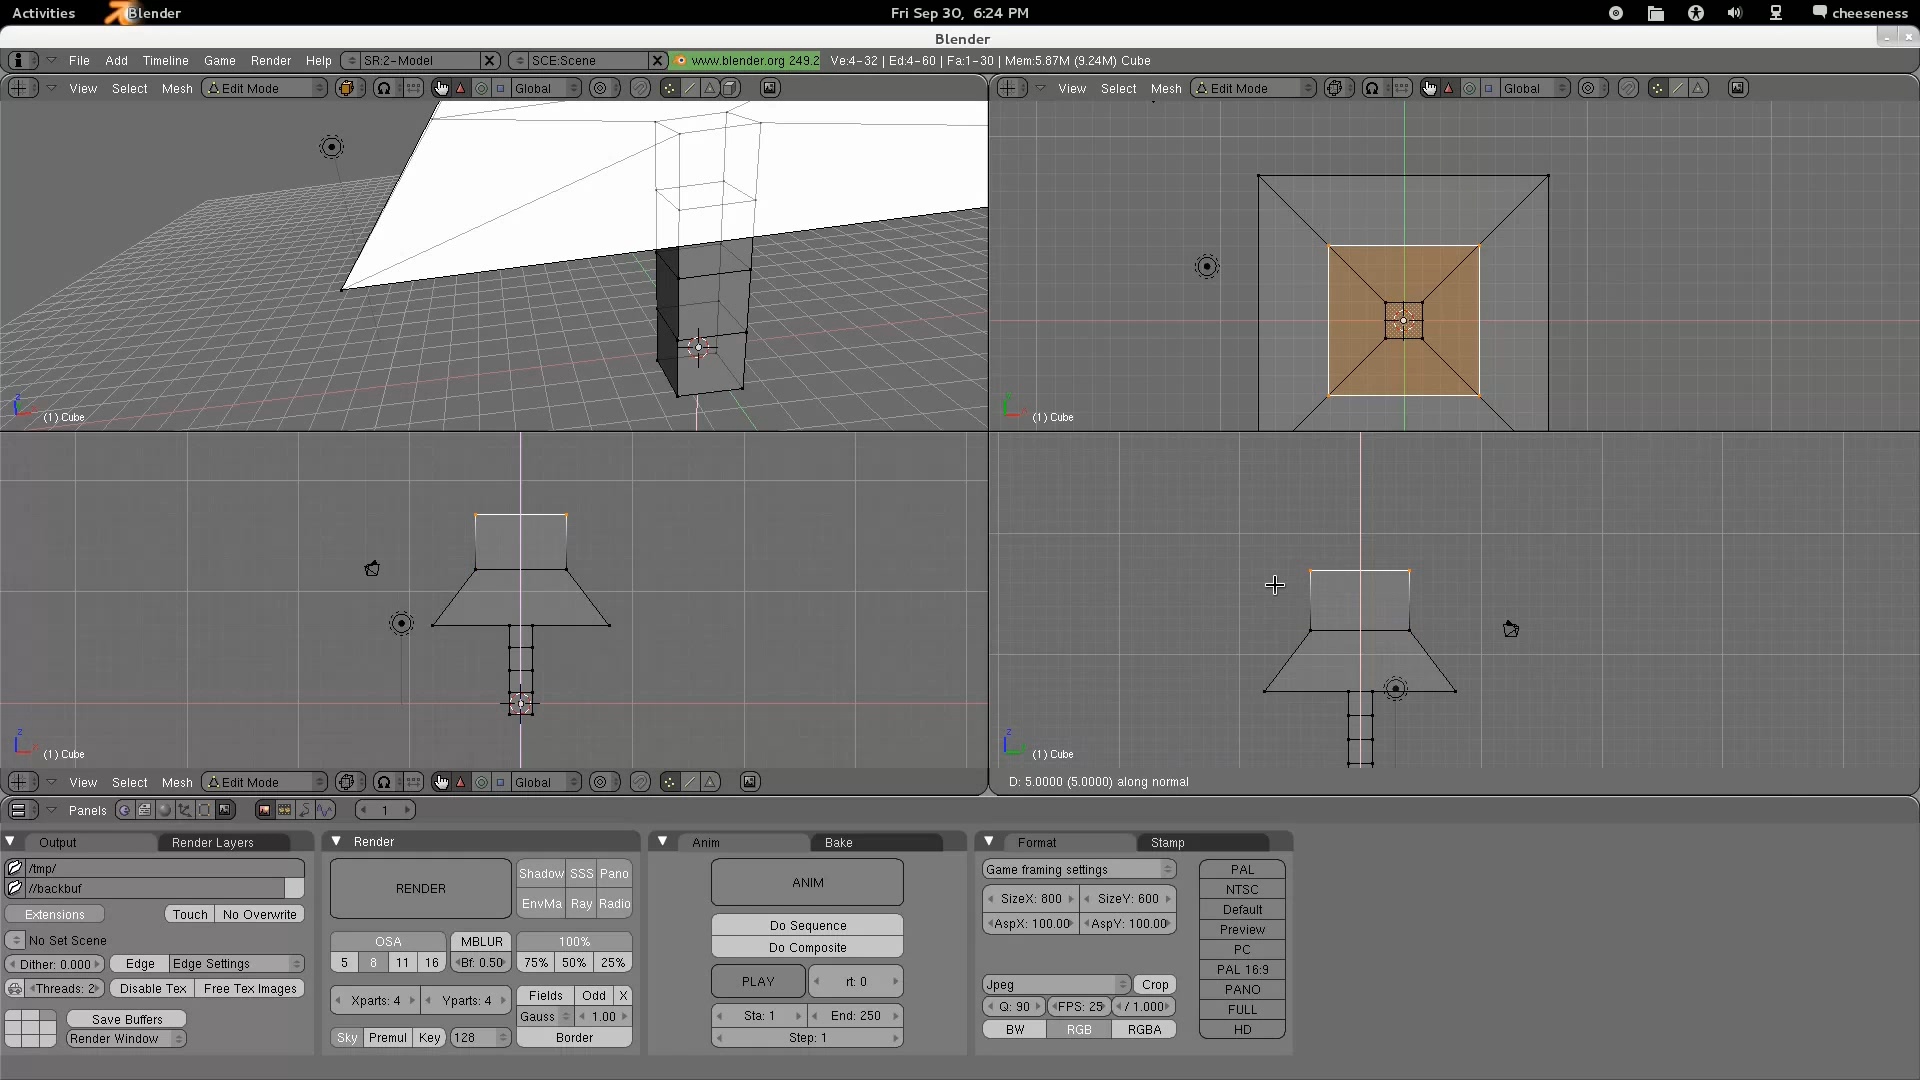 Activities Blender Fri Sep 30, 6:24 PM cheeseness
Blender
File Add Timeline Game Render Help SR:2-Model SCE:Scene www.blender.org 249.2 Ve:4-32 | Ed:4-60 | Fa:1-30 | Mem:5.87M (9.24M) Cube
View Select Mesh Edit Mode Global
View Select Mesh Edit Mode Global
(1) Cube
(1) Cube
(1) Cube
(1) Cube
View Select Mesh Edit Mode Global
D: 5.0000 (5.0000) along normal
Panels 1
Output Render Layers
/tmp/
//backbuf
Extensions Touch No Overwrite
No Set Scene
Dither: 0.000 Edge Edge Settings
Threads: 2 Disable Tex Free Tex Images
Save Buffers
Render Window
Render
RENDER
Shadow SSS Pano
EnvMa Ray Radio
OSA MBLUR 100%
5 8 11 16 Bf: 0.50 75% 50% 25%
Xparts: 4 Yparts: 4 Fields Odd X
Gauss 1.00
Sky Premul Key 128 Border
Anim Bake
ANIM
Do Sequence
Do Composite
PLAY rt: 0
Sta: 1 End: 250
Step: 1
Format Stamp
Game framing settings
SizeX: 800 SizeY: 600
AspX: 100.00 AspY: 100.00
Jpeg Crop
Q: 90 FPS: 25 / 1.000
BW RGB RGBA
PAL
NTSC
Default
Preview
PC
PAL 16:9
PANO
FULL
HD